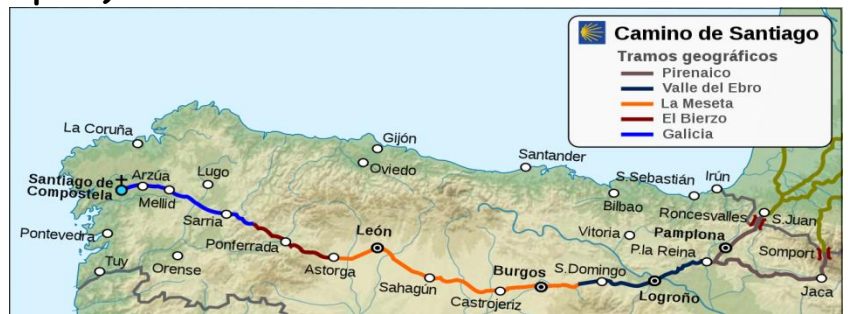 Camino de Santiago
Tramos geográficos
Pirenaico
Valle del Ebro
La Meseta
El Bierzo
Galicia
La Coruña
Gijón
Oviedo
Santander
S.Sebastián
Irún
Bilbao
Santiago de
Compostela
Arzúa
Lugo
Mellid
Sarria
Roncesvalles
S.Juan
Pontevedra
Ponferrada
León
Vitoria
Pamplona
P.la Reina
Somport
Tuy
Orense
Astorga
Sahagún
Burgos
S.Domingo
Castrojeriz
Logroño
Jaca